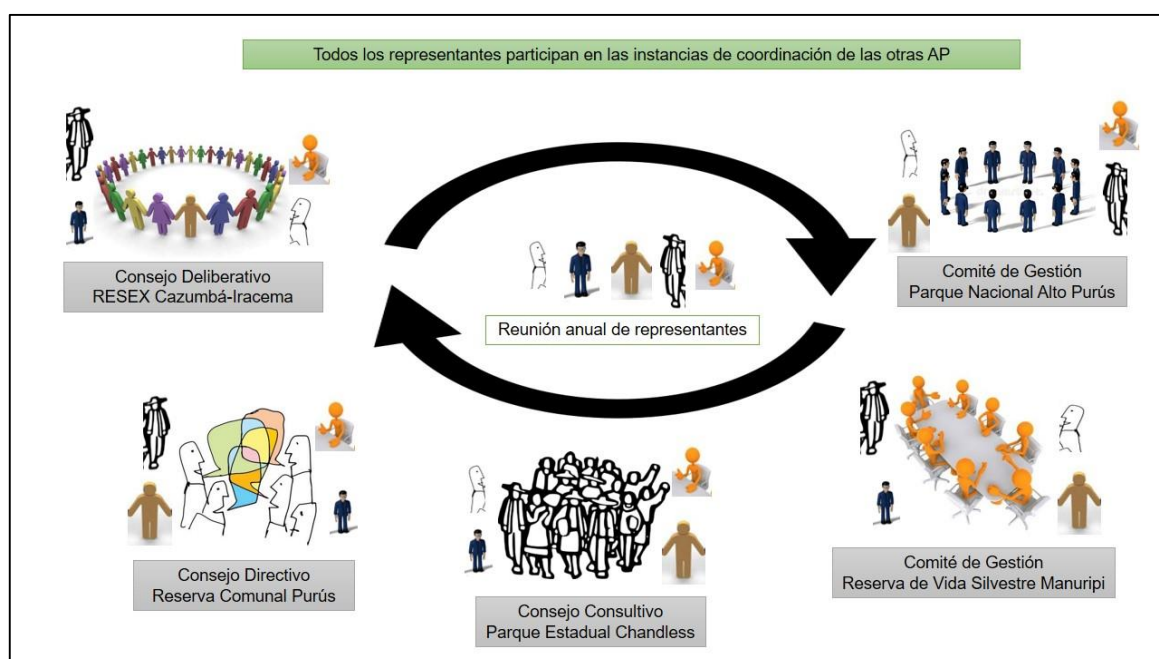 Todos los representantes participan en las instancias de coordinación de las otras AP
Consejo Deliberativo
RESEX Cazumbá-Iracema
Reunión anual de representantes
Comité de Gestión
Parque Nacional Alto Purús
Consejo Directivo
Reserva Comunal Purús
Consejo Consultivo
Parque Estadual Chandless
Comité de Gestión
Reserva de Vida Silvestre Manuripi